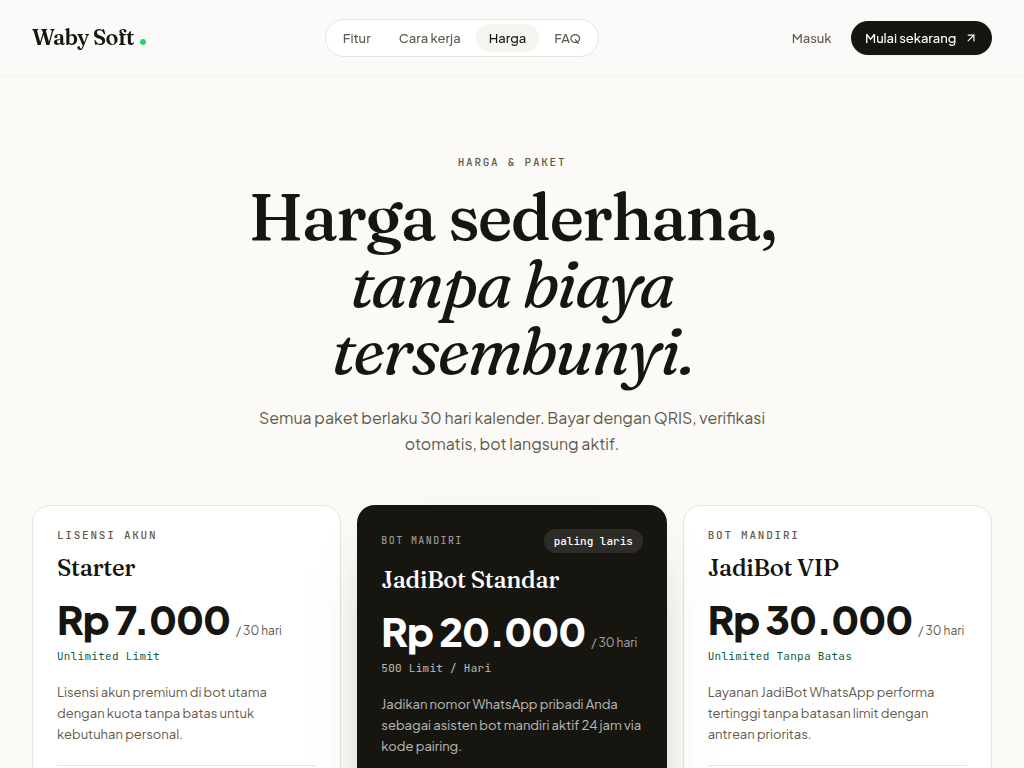 Waby Soft
Fitur
Cara kerja
Harga
FAQ
Masuk
Mulai sekarang
HARGA & PAKET
Harga sederhana,
tanpa biaya
tersembunyi.
Semua paket berlaku 30 hari kalender. Bayar dengan QRIS, verifikasi
otomatis, bot langsung aktif.
LISENSI AKUN
Starter
Rp 7.000 / 30 hari
Unlimited Limit
Lisensi akun premium di bot utama
dengan kuota tanpa batas untuk
kebutuhan personal.
BOT MANDIRI
paling laris
JadiBot Standar
Rp 20.000 / 30 hari
500 Limit / Hari
Jadikan nomor WhatsApp pribadi Anda
sebagai asisten bot mandiri aktif 24 jam via
kode pairing.
BOT MANDIRI
JadiBot VIP
Rp 30.000 / 30 hari
Unlimited Tanpa Batas
Layanan JadiBot WhatsApp performa
tertinggi tanpa batasan limit dengan
antrean prioritas.